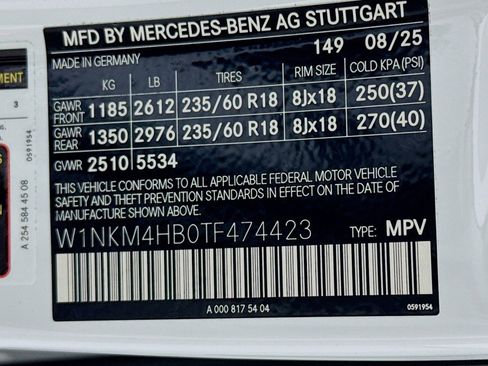 MFD BY MERCEDES-BENZ AG STUTTGART
149 08/25
MADE IN GERMANY
KG LB TIRES RIM SIZE COLD KPA(PSI)
GAWR FRONT 1185 2612 235/60 R18 8Jx18 250(37)
GAWR REAR 1350 2976 235/60 R18 8Jx18 270(40)
GVWR 2510 5534
THIS VEHICLE CONFORMS TO ALL APPLICABLE FEDERAL MOTOR VEHICLE
SAFETY AND THEFT PREVENTION STANDARDS IN EFFECT ON THE DATE OF
MANUFACTURE SHOWN ABOVE.
W1NKM4HB0TF474423 TYPE: MPV
A 000 817 54 04
0591954
3
0591954
A 254 584 45 08